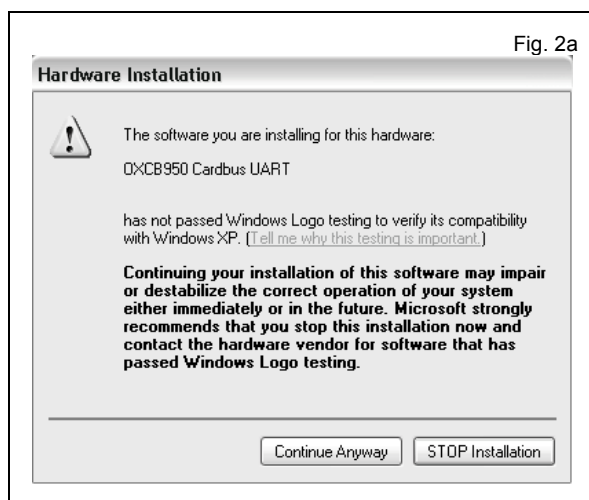 Fig. 2a
Hardware Installation
The software you are installing for this hardware:
OXCB950 Cardbus UART
has not passed Windows Logo testing to verify its compatibility
with Windows XP. (Tell me why this testing is important.)
Continuing your installation of this software may impair
or destabilize the correct operation of your system
either immediately or in the future. Microsoft strongly
recommends that you stop this installation now and
contact the hardware vendor for software that has
passed Windows Logo testing.
Continue Anyway STOP Installation